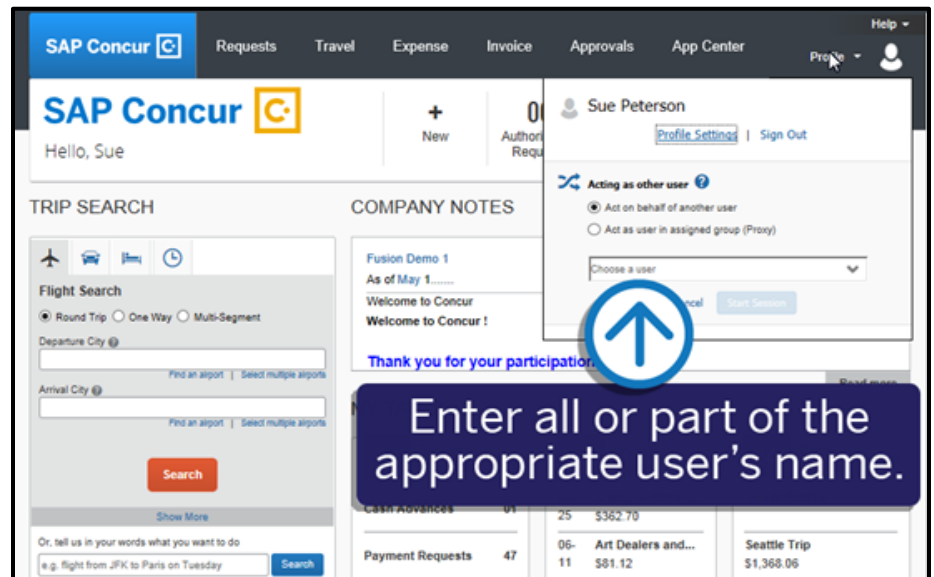 Help
SAP Concur C Requests Travel Expense Invoice Approvals App Center
Profile
SAP Concur C
Hello, Sue
+
New
Sue Peterson
Profile Settings | Sign Out
Acting as other user ?
Act on behalf of another user
Act as user in assigned group (Proxy)
Choose a user
Start Session
TRIP SEARCH
Flight Search
Round Trip One Way Multi-Segment
Departure City
Find an airport | Select multiple airports
Arrival City
Find an airport | Select multiple airports
Search
Show More
Or, tell us in your words what you want to do
e.g. flight from JFK to Paris on Tuesday Search
COMPANY NOTES
Fusion Demo 1
As of May 1.......
Welcome to Concur
Welcome to Concur !
Thank you for your participation
Read more
Enter all or part of the
appropriate user's name.
Cash Advances 01
Payment Requests 47
25 $362.70
06- Art Dealers and...
11 $81.12
Seattle Trip
$1,368.06